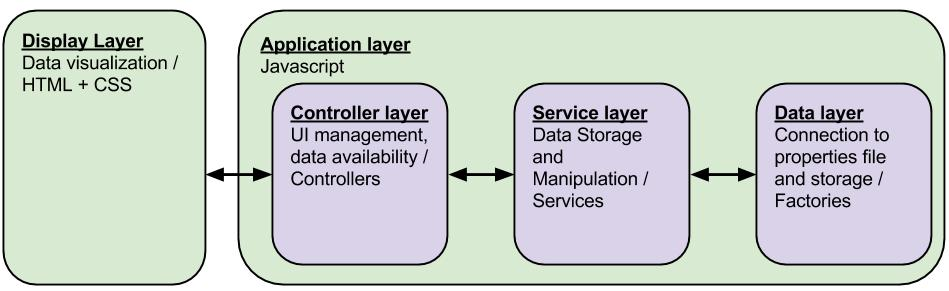 Display Layer
Data visualization /
HTML + CSS
Application layer
Javascript
Controller layer
UI management,
data availability /
Controllers
Service layer
Data Storage
and
Manipulation /
Services
Data layer
Connection to
properties file
and storage /
Factories